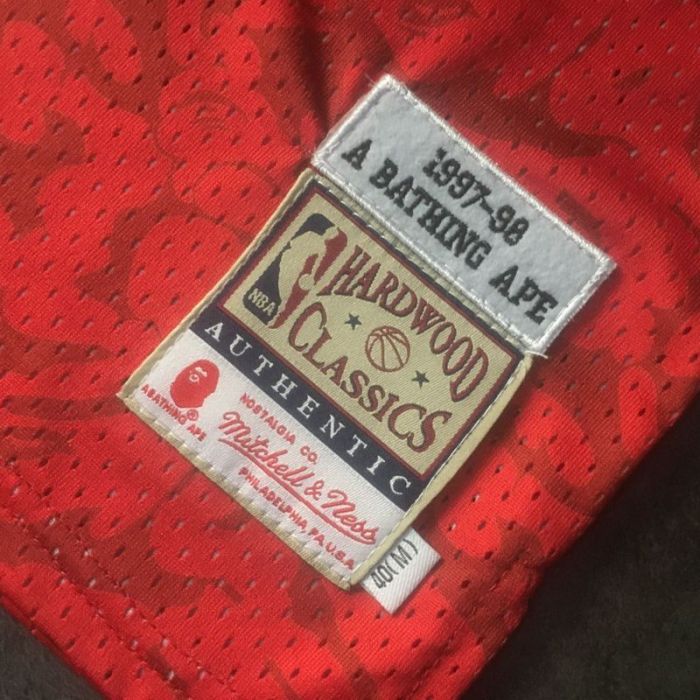 1997-98
A BATHING APE
NBA
HARDWOOD
CLASSICS
AUTHENTIC
A BATHING APE®
NOSTALGIA CO.
Mitchell & Ness
PHILADELPHIA, PA. U.S.A.
40(M)